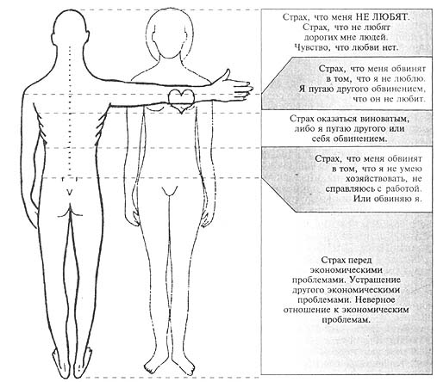 Страх, что меня НЕ ЛЮБЯТ.
Страх, что не любят
дорогих мне людей.
Чувство, что любви нет.
Страх, что меня обвинят
в том, что я не люблю.
Я пугаю другого обвинением,
что он не любит.
Страх оказаться виноватым,
либо я пугаю другого или
себя обвинением.
Страх, что меня обвинят
в том, что я не умею
хозяйствовать, не
справляюсь с работой.
Или обвиняю я.
Страх перед
экономическими
проблемами. Устрашение
другого экономическими
проблемами. Неверное
отношение к экономическим
проблемам.